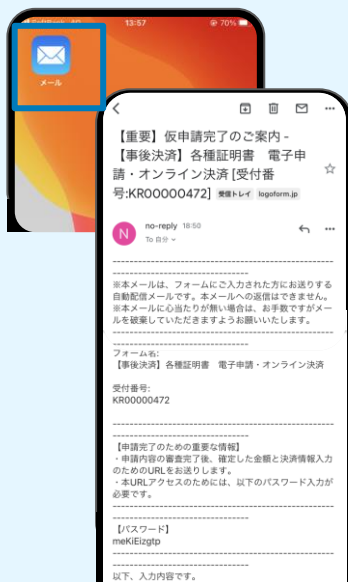 13:57
70%
メール
【重要】仮申請完了のご案内 -
【事後決済】各種証明書　電子申
請・オンライン決済 [受付番
号:KR00000472] 受信トレイ logoform.jp
N
no-reply 16:50
To 自分
--------------------------------------------------------
----------------------------------
※本メールは、フォームにご入力された方にお送りする
自動配信メールです。本メールへの返信はできません。
※本メールに心当たりが無い場合は、お手数ですがメー
ルを破棄していただきますようお願いいたします。
--------------------------------------------------------
----------------------------------
フォーム名:
【事後決済】各種証明書　電子申請・オンライン決済
受付番号:
KR00000472
--------------------------------------------------------
----------------------------------
【申請完了のための重要な情報】
・申請内容の審査完了後、確定した金額と決済情報入力
のためのURLをお送りします。
・本URLアクセスのためには、以下のパスワード入力が
必要です。
--------------------------------------------------------
----------------------------------
【パスワード】
meKiEizgtp
--------------------------------------------------------
----------------------------------
以下、入力内容です。